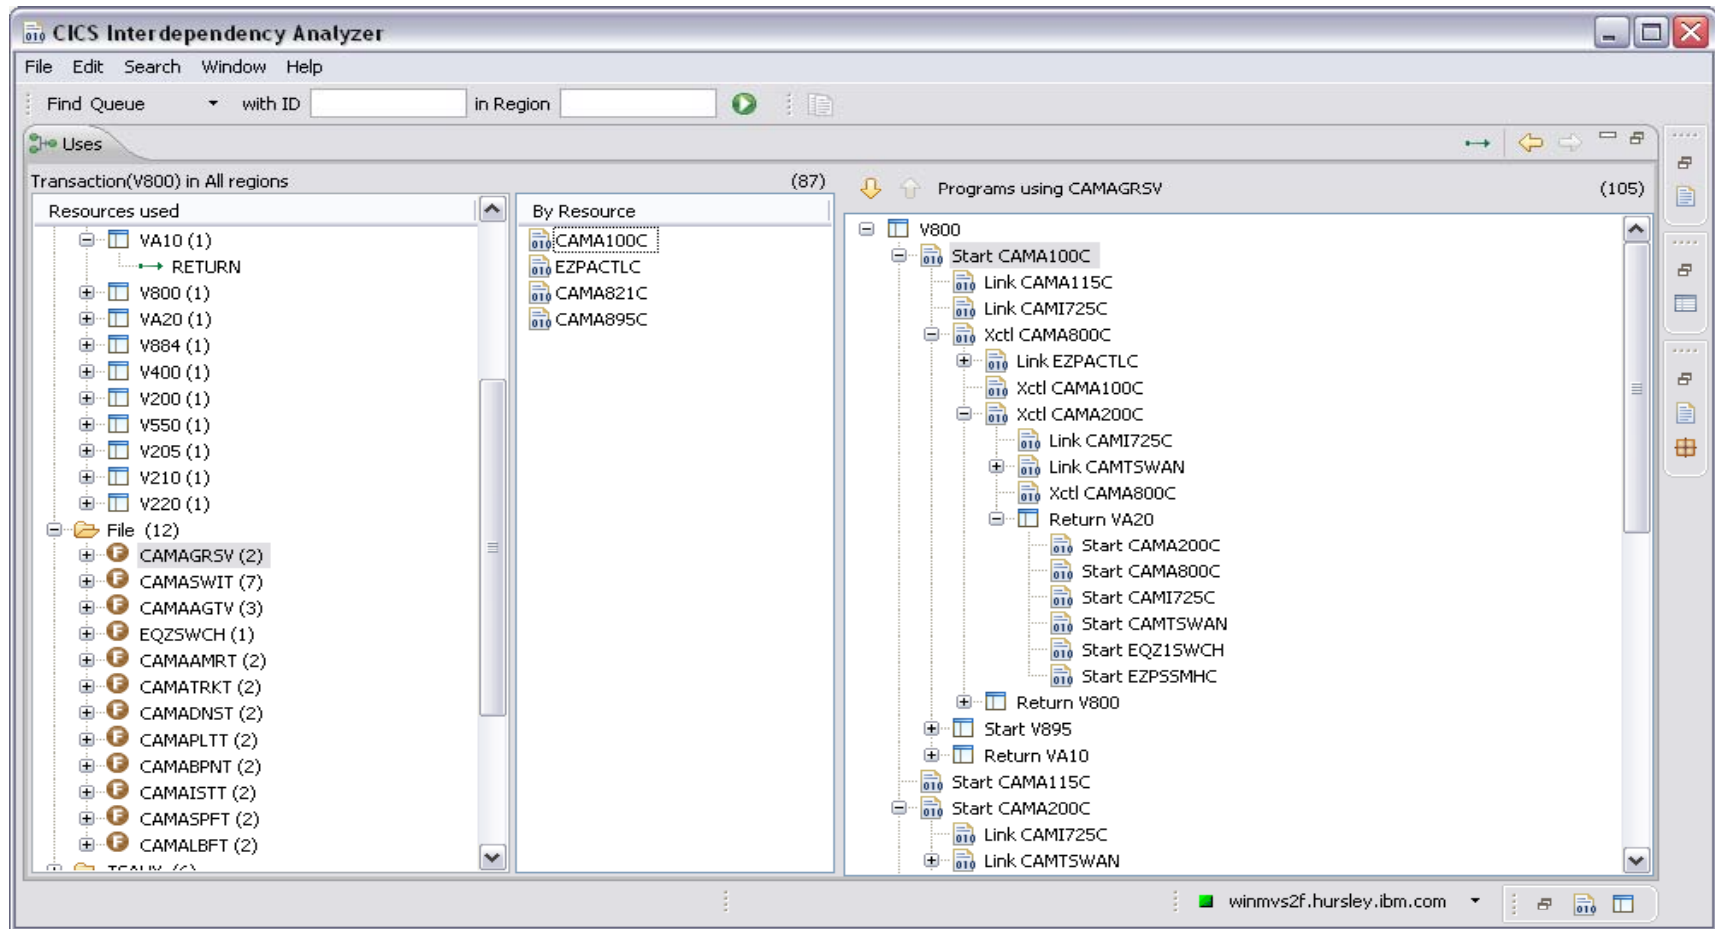 CICS Interdependency Analyzer
File Edit Search Window Help
Find Queue with ID in Region
Uses
Transaction(V800) in All regions (87)
Resources used
VA10 (1)
RETURN
V800 (1)
VA20 (1)
V884 (1)
V400 (1)
V200 (1)
V550 (1)
V205 (1)
V210 (1)
V220 (1)
File (12)
CAMAGRSV (2)
CAMASWIT (7)
CAMAAGTV (3)
EQZSWCH (1)
CAMAAMRT (2)
CAMATRKT (2)
CAMADNST (2)
CAMAPLTT (2)
CAMABPNT (2)
CAMAISTT (2)
CAMASPFT (2)
CAMALBFT (2)
By Resource
CAMA100C
EZPACTLC
CAMA821C
CAMA895C
Programs using CAMAGRSV (105)
V800
Start CAMA100C
Link CAMA115C
Link CAMI725C
Xctl CAMA800C
Link EZPACTLC
Xctl CAMA100C
Xctl CAMA200C
Link CAMI725C
Link CAMTSWAN
Xctl CAMA800C
Return VA20
Start CAMA200C
Start CAMA800C
Start CAMI725C
Start CAMTSWAN
Start EQZ1SWCH
Start EZPSSMHC
Return V800
Start V895
Return VA10
Start CAMA115C
Start CAMA200C
Link CAMI725C
Link CAMTSWAN
winmvs2f.hursley.ibm.com